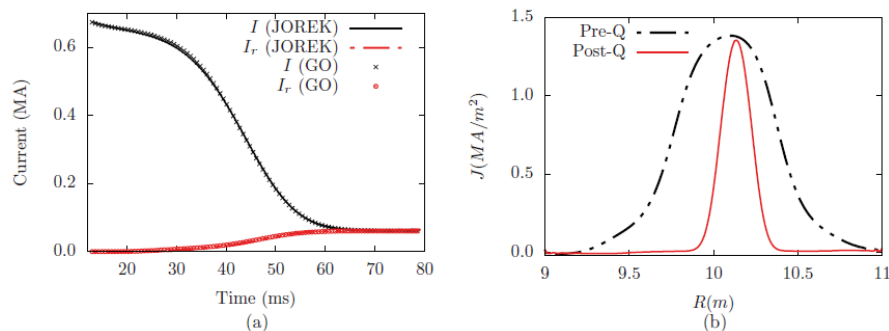 I (JOREK)
I_r (JOREK)
I (GO)
I_r (GO)
Current (MA)
0.6
0.4
0.2
0.0
20 30 40 50 60 70 80
Time (ms)
(a)
Pre-Q
Post-Q
J(MA/m²)
1.5
1.0
0.5
0.0
9 9.5 10 10.5 11
R(m)
(b)